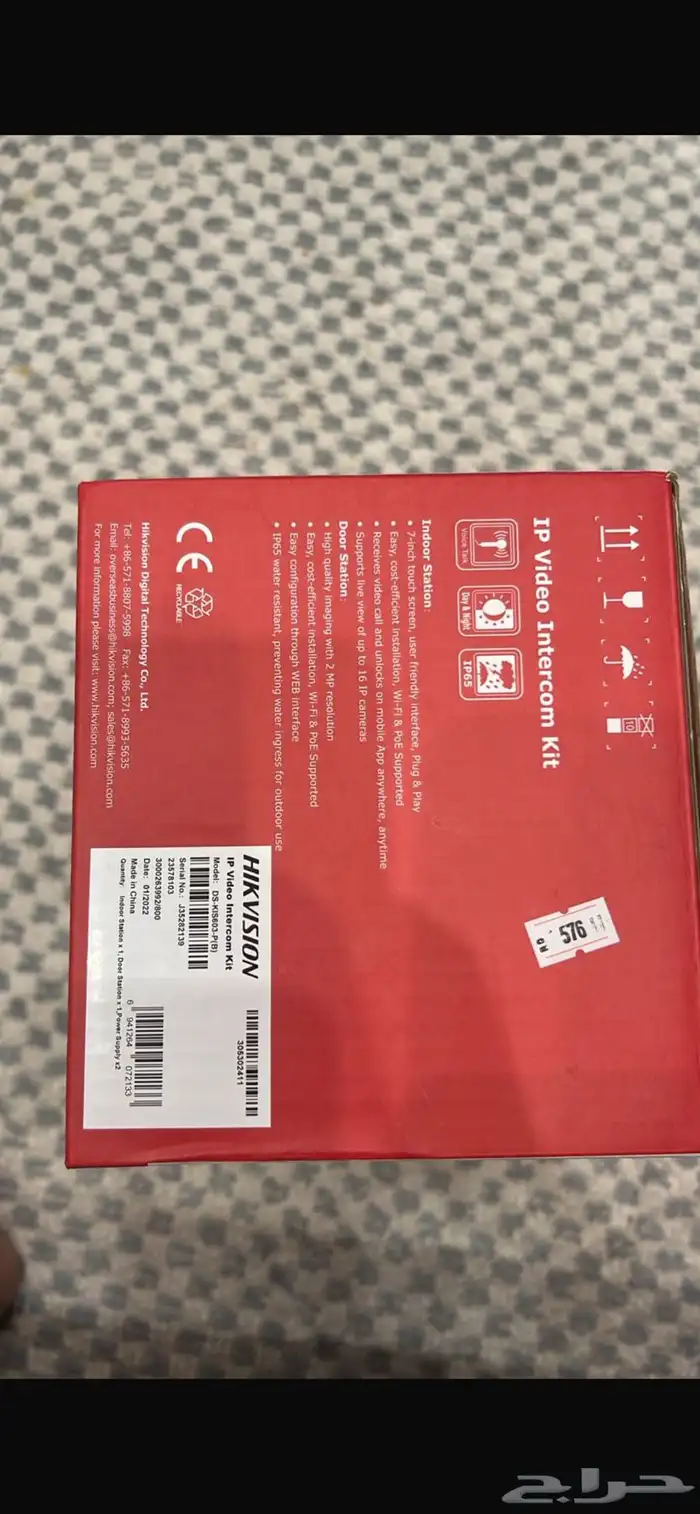 IP Video Intercom Kit
Voice Talk
Day & Night
IP65
Indoor Station:
• 7-inch touch screen, user friendly interface, Plug & Play
• Easy, cost-efficient installation, Wi-Fi & PoE Supported
• Receives video call and unlocks on mobile App anywhere, anytime
• Supports live view of up to 16 IP cameras
Door Station:
• High quality imaging with 2 MP resolution
• Easy, cost-efficient installation, Wi-Fi & PoE Supported
• Easy configuration through WEB interface
• IP65 water resistant, preventing water ingress for outdoor use
CE
RECYCLABLE
Hikvision Digital Technology Co., Ltd.
Tel: +86-571-8807-5998 Fax: +86-571-8993-5635
Email: overseasbusiness@hikvision.com; sales@hikvision.com
For more information please visit: www.hikvision.com
576
HIKVISION
IP Video Intercom Kit
305302411
Model: DS-KIS603-P(B)
Serial No.: J35282139
23578103
3000263992/800
Date: 01/2022
Made in China
Quantity: Indoor Station x 1, Door Station x 1,Power Supply x2
6 941264 072133
حراج